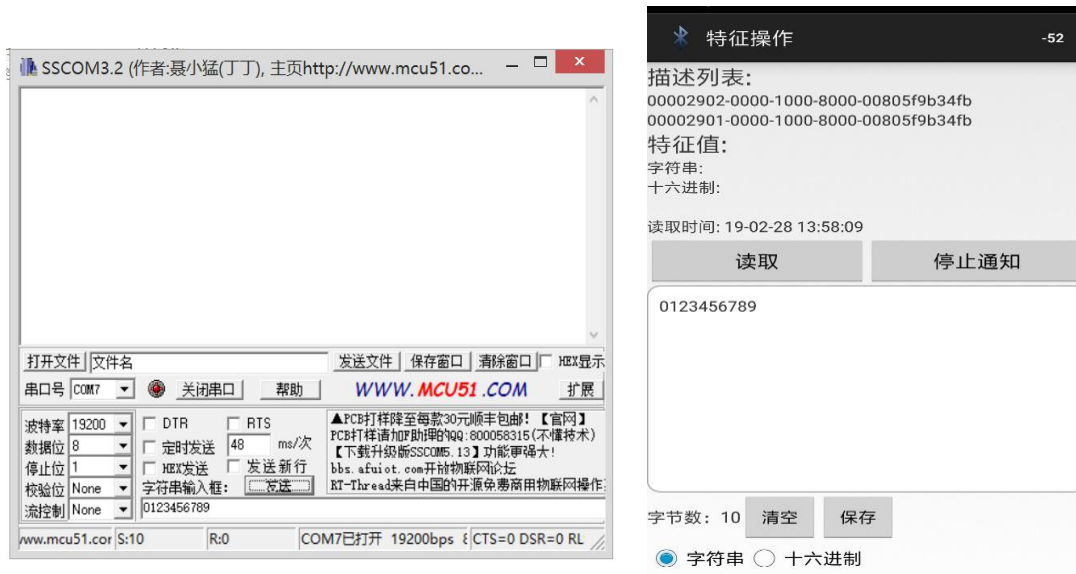 SSCOM3.2 (作者:聂小猛(丁丁), 主页http://www.mcu51.co...
打开文件 文件名 发送文件 保存窗口 清除窗口 HEX显示
串口号 COM7 关闭串口 帮助 WWW.MCU51.COM 扩展
波特率 19200 DTR RTS
数据位 8 定时发送 48 ms/次
停止位 1 HEX发送 发送新行
校验位 None 字符串输入框: 发送
流控制 None 0123456789
▲PCB打样降至每款30元顺丰包邮!【官网】
PCB打样请加F助理的QQ:800058315(不懂技术)
【下载升级版SSCOM5.13】功能更强大!
bbs.afuiot.com开放物联网论坛
RT-Thread来自中国的开源免费商用物联网操作
www.mcu51.cor S:10 R:0 COM7已打开 19200bps 8 CTS=0 DSR=0 RL
特征操作 -52
描述列表:
00002902-0000-1000-8000-00805f9b34fb
00002901-0000-1000-8000-00805f9b34fb
特征值:
字符串:
十六进制:
读取时间: 19-02-28 13:58:09
读取 停止通知
0123456789
字节数: 10 清空 保存
字符串 十六进制